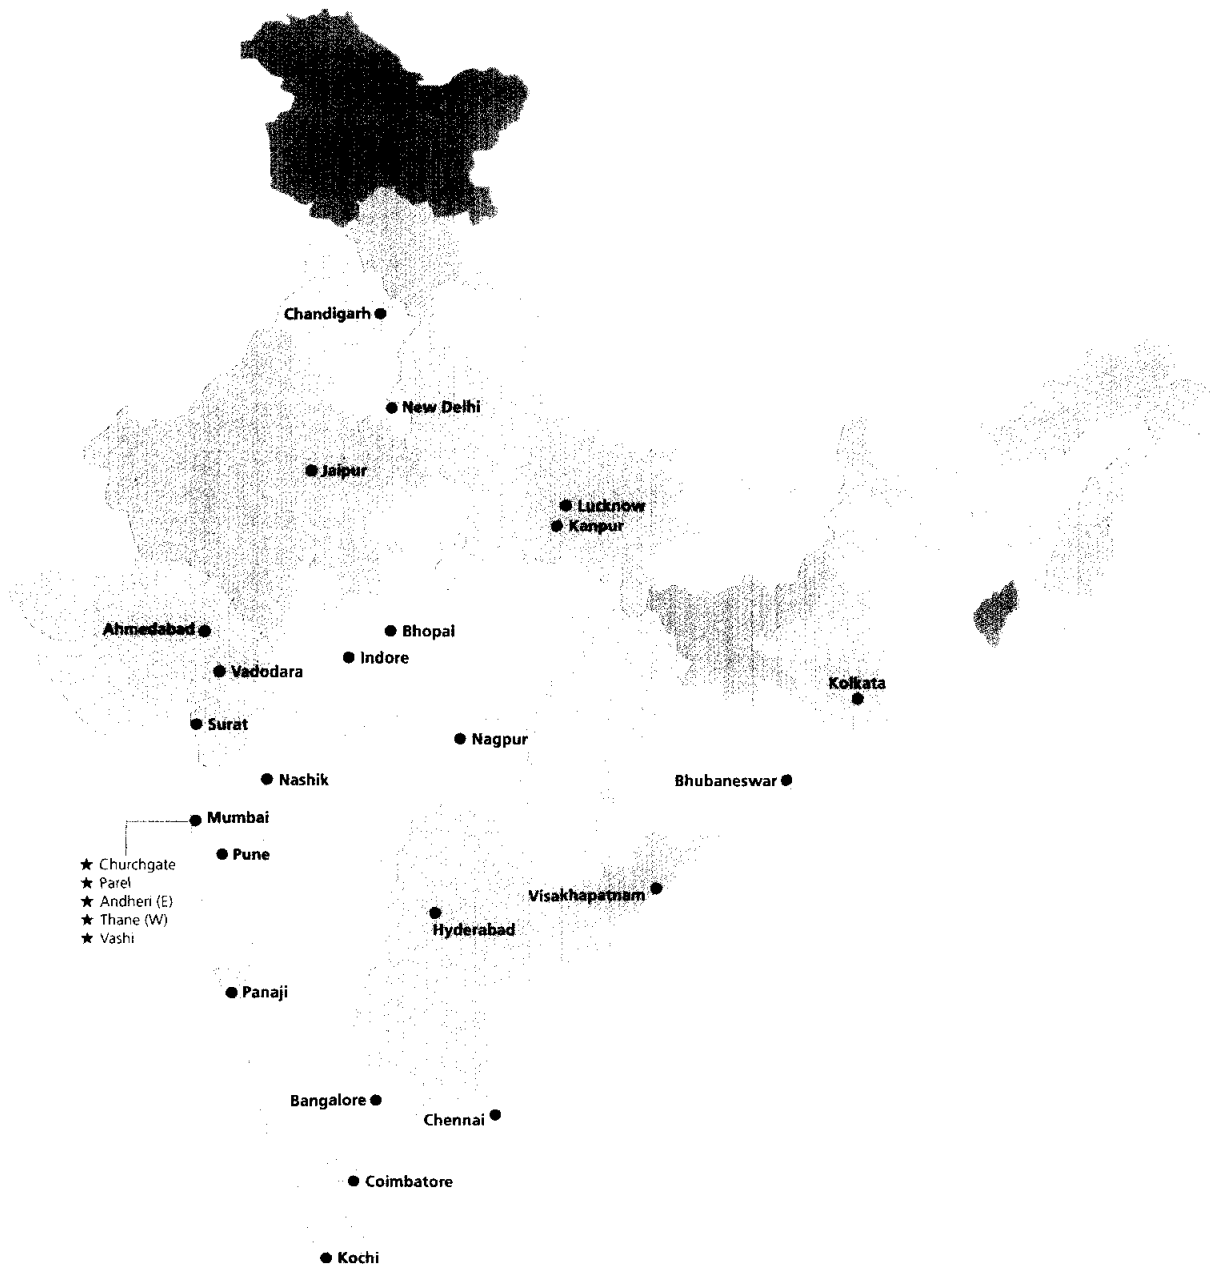 Chandigarh
New Delhi
Jaipur
Lucknow
Kanpur
Ahmedabad
Bhopal
Indore
Vadodara
Kolkata
Surat
Nagpur
Nashik
Bhubaneswar
Mumbai
Pune
★ Churchgate
★ Parel
★ Andheri (E)
★ Thane (W)
★ Vashi
Visakhapatnam
Hyderabad
Panaji
Bangalore
Chennai
Coimbatore
Kochi